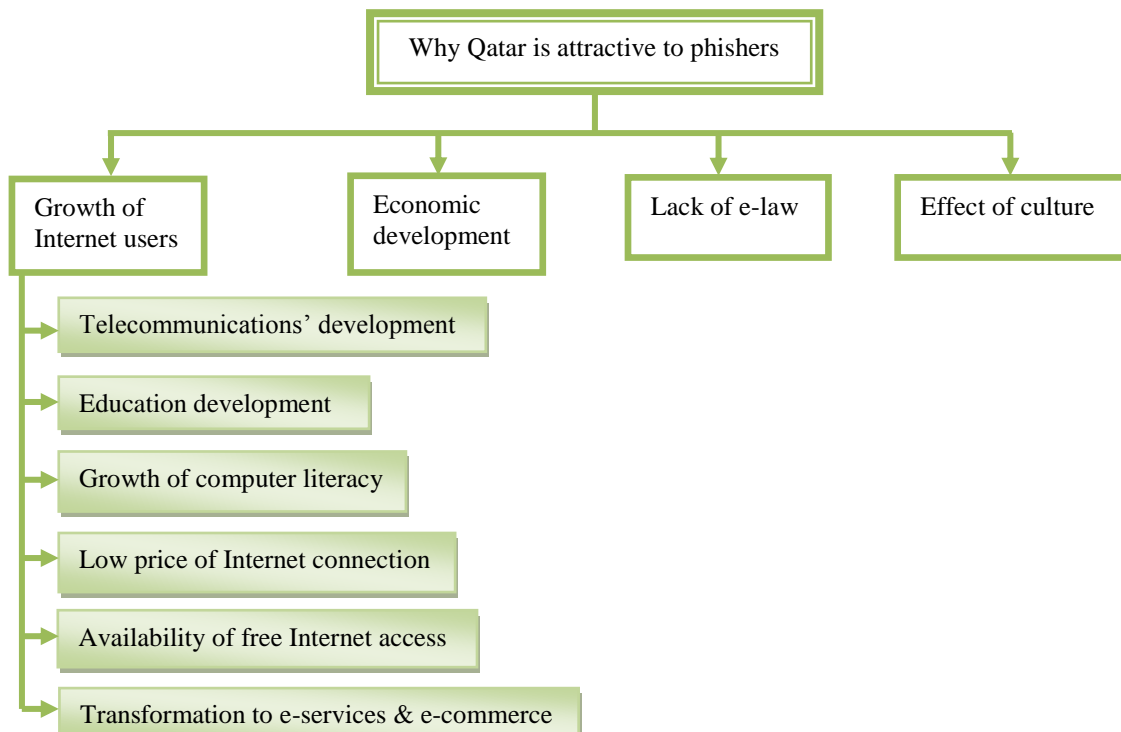 Why Qatar is attractive to phishers
Growth of
Internet users
Economic
development
Lack of e-law
Effect of culture
Telecommunications’ development
Education development
Growth of computer literacy
Low price of Internet connection
Availability of free Internet access
Transformation to e-services & e-commerce